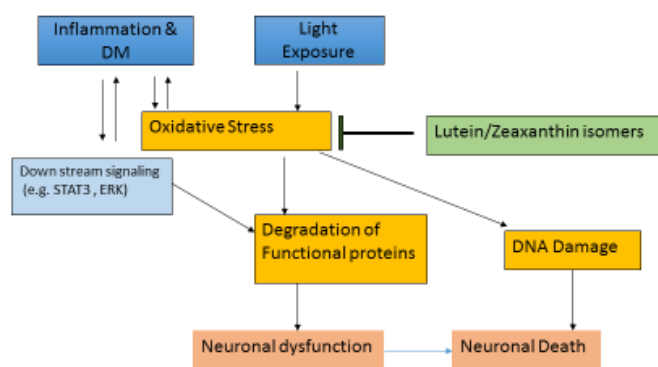 Inflammation &
DM
Light
Exposure
Oxidative Stress
Lutein/Zeaxanthin isomers
Down stream signaling
(e.g. STAT3 , ERK)
Degradation of
Functional proteins
DNA Damage
Neuronal dysfunction
Neuronal Death